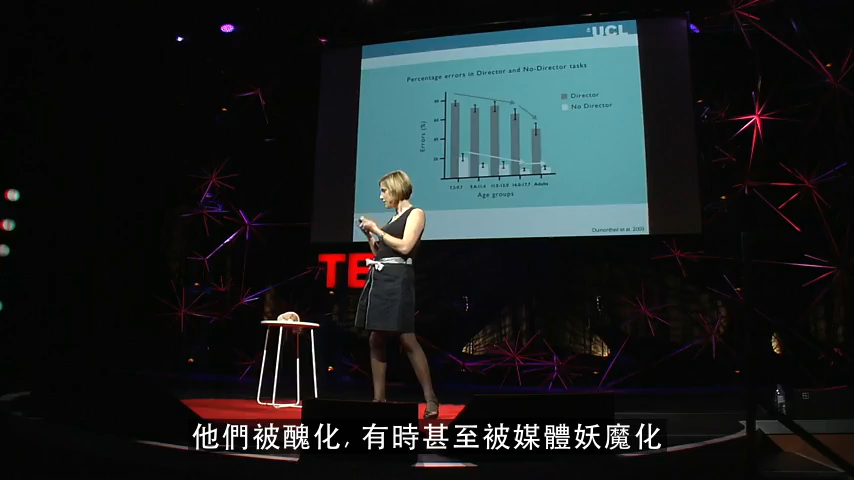 UCL
Percentage errors in Director and No-Director tasks
Director
No Director
Errors (%)
Adults
Age groups
Dumontheil et al. 2009
TE
他們被醜化, 有時甚至被媒體妖魔化